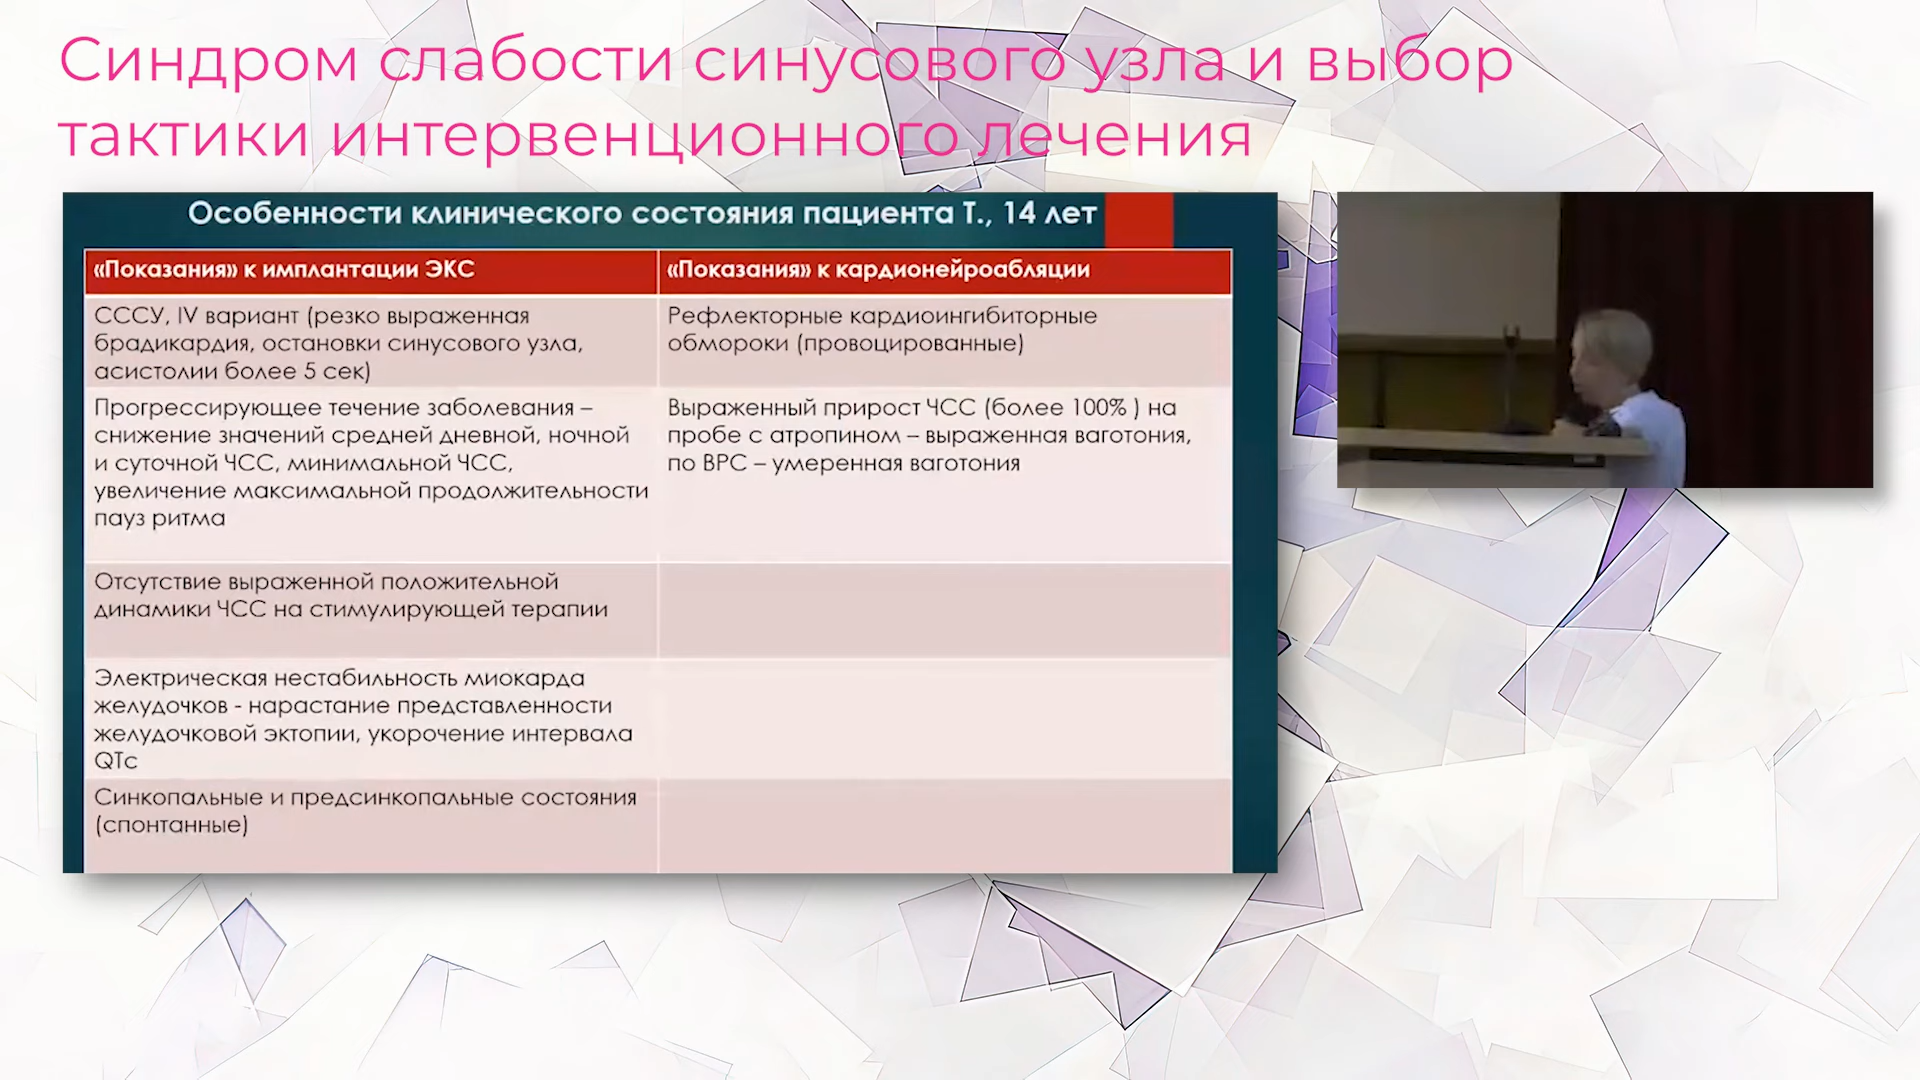 Синдром слабости синусового узла и выбор
тактики интервенционного лечения
Особенности клинического состояния пациента Т., 14 лет
«Показания» к имплантации ЭКС
«Показания» к кардионейроабляции
СССУ, IV вариант (резко выраженная
брадикардия, остановки синусового узла,
асистолии более 5 сек)
Рефлекторные кардиоингибиторные
обмороки (провоцированные)
Прогрессирующее течение заболевания –
снижение значений средней дневной, ночной
и суточной ЧСС, минимальной ЧСС,
увеличение максимальной продолжительности
пауз ритма
Выраженный прирост ЧСС (более 100% ) на
пробе с атропином – выраженная ваготония,
по ВРС – умеренная ваготония
Отсутствие выраженной положительной
динамики ЧСС на стимулирующей терапии
Электрическая нестабильность миокарда
желудочков - нарастание представленности
желудочковой эктопии, укорочение интервала
QTc
Синкопальные и предсинкопальные состояния
(спонтанные)